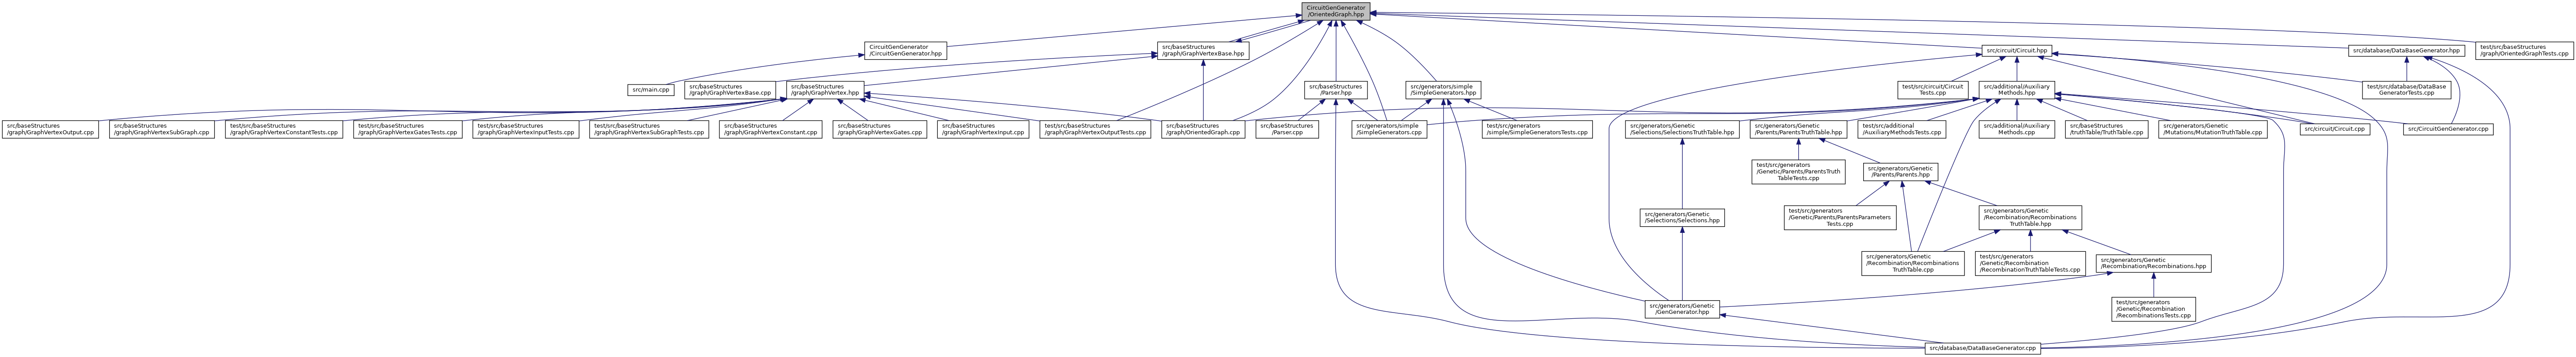 CircuitGenGenerator
/OrientedGraph.hpp
CircuitGenGenerator
/CircuitGenGenerator.hpp
src/baseStructures
/graph/GraphVertexBase.hpp
src/circuit/Circuit.hpp
src/database/DataBaseGenerator.hpp
test/src/baseStructures
/graph/OrientedGraphTests.cpp
src/main.cpp
src/baseStructures
/graph/GraphVertexBase.cpp
src/baseStructures
/graph/GraphVertex.hpp
src/baseStructures
/Parser.hpp
src/generators/simple
/SimpleGenerators.hpp
test/src/circuit/Circuit
Tests.cpp
src/additional/Auxiliary
Methods.hpp
test/src/database/DataBase
GeneratorTests.cpp
src/baseStructures
/graph/GraphVertexOutput.cpp
src/baseStructures
/graph/GraphVertexSubGraph.cpp
test/src/baseStructures
/graph/GraphVertexConstantTests.cpp
test/src/baseStructures
/graph/GraphVertexGatesTests.cpp
test/src/baseStructures
/graph/GraphVertexInputTests.cpp
test/src/baseStructures
/graph/GraphVertexSubGraphTests.cpp
src/baseStructures
/graph/GraphVertexConstant.cpp
src/baseStructures
/graph/GraphVertexGates.cpp
src/baseStructures
/graph/GraphVertexInput.cpp
test/src/baseStructures
/graph/GraphVertexOutputTests.cpp
src/baseStructures
/graph/OrientedGraph.cpp
src/baseStructures
/Parser.cpp
src/generators/simple
/SimpleGenerators.cpp
test/src/generators
/simple/SimpleGeneratorsTests.cpp
src/generators/Genetic
/Selections/SelectionsTruthTable.hpp
src/generators/Genetic
/Parents/ParentsTruthTable.hpp
test/src/additional
/AuxiliaryMethodsTests.cpp
src/additional/Auxiliary
Methods.cpp
src/baseStructures
/truthTable/TruthTable.cpp
src/generators/Genetic
/Mutations/MutationTruthTable.cpp
src/circuit/Circuit.cpp
src/CircuitGenGenerator.cpp
test/src/generators
/Genetic/Parents/ParentsTruth
TableTests.cpp
src/generators/Genetic
/Parents/Parents.hpp
src/generators/Genetic
/Selections/Selections.hpp
test/src/generators
/Genetic/Parents/ParentsParameters
Tests.cpp
src/generators/Genetic
/Recombination/Recombinations
TruthTable.hpp
src/generators/Genetic
/Recombination/Recombinations
TruthTable.cpp
test/src/generators
/Genetic/Recombination
/RecombinationTruthTableTests.cpp
src/generators/Genetic
/Recombination/Recombinations.hpp
src/generators/Genetic
/GenGenerator.hpp
test/src/generators
/Genetic/Recombination
/RecombinationsTests.cpp
src/database/DataBaseGenerator.cpp